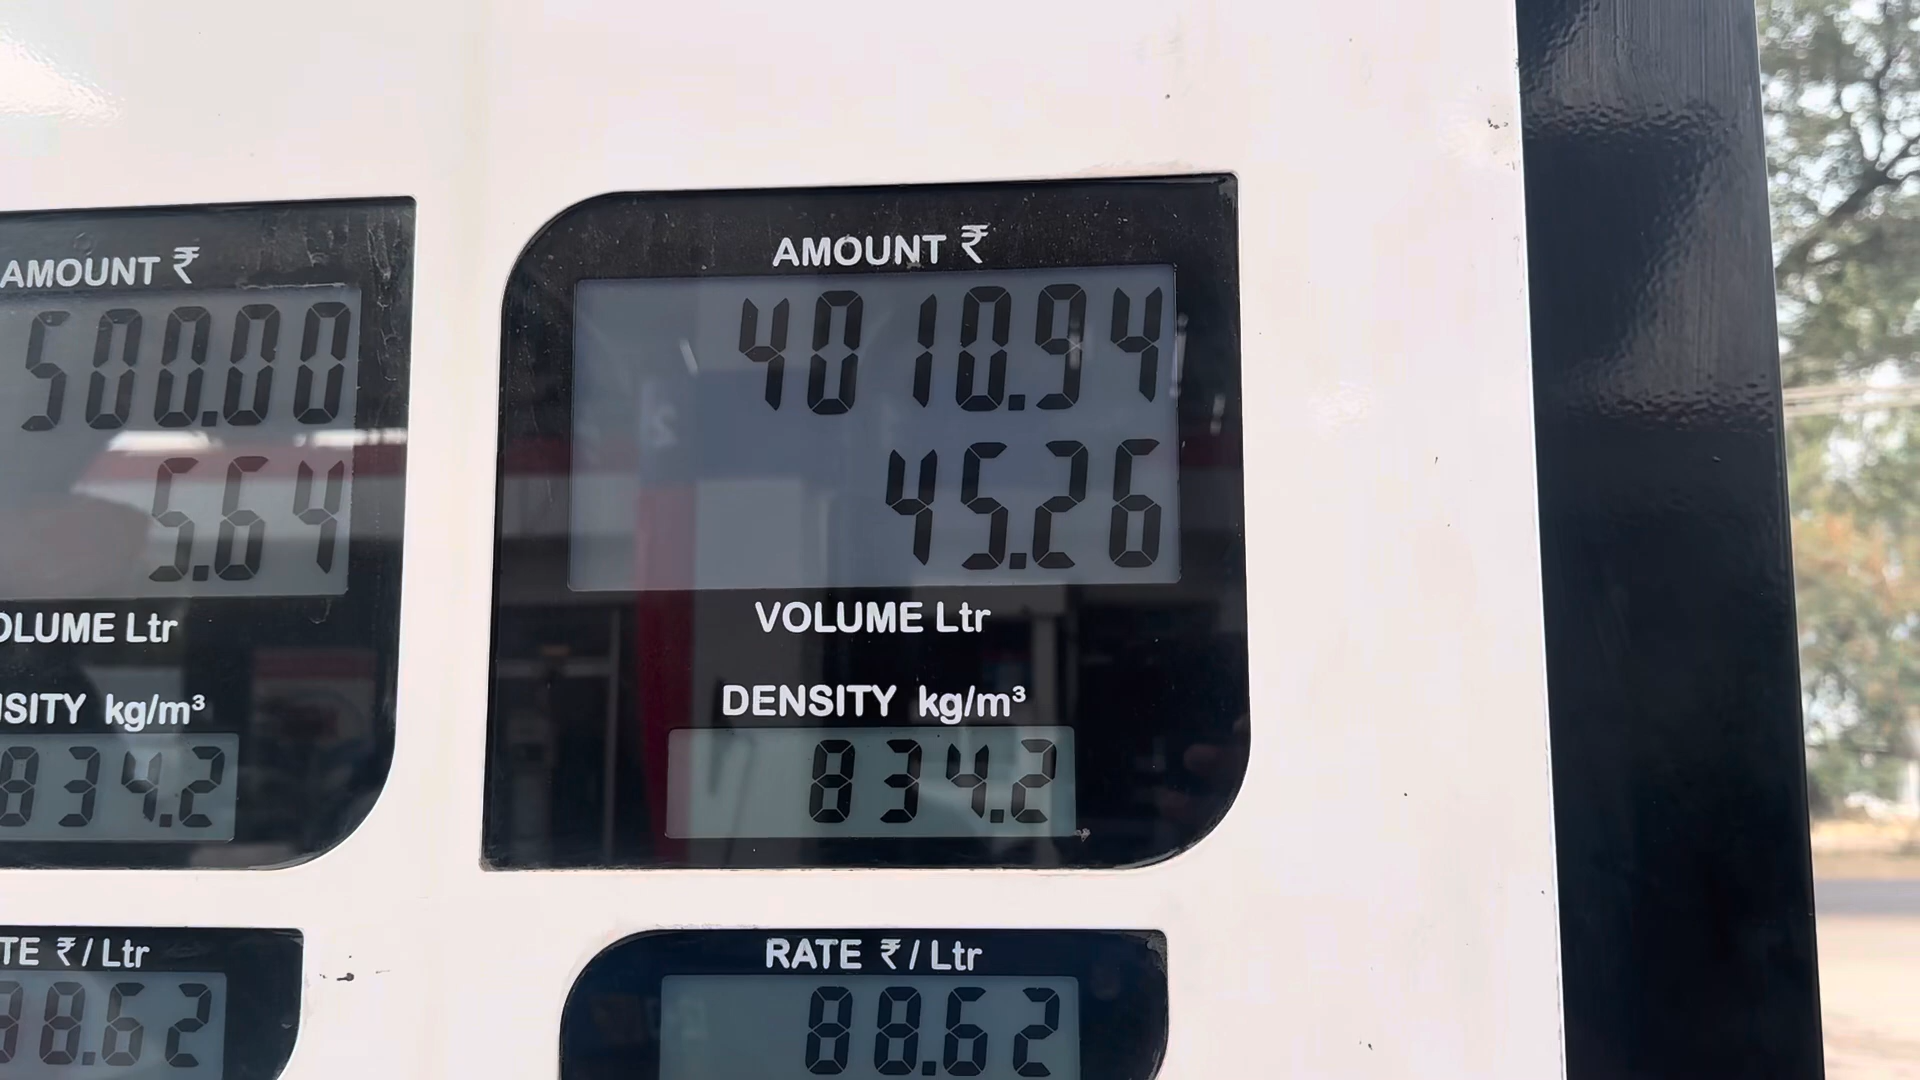 AMOUNT ₹
500.00
5.64
OLUME Ltr
SITY kg/m³
834.2
TE ₹/Ltr
88.62
AMOUNT ₹
4010.94
45.26
VOLUME Ltr
DENSITY kg/m³
834.2
RATE ₹/Ltr
88.62